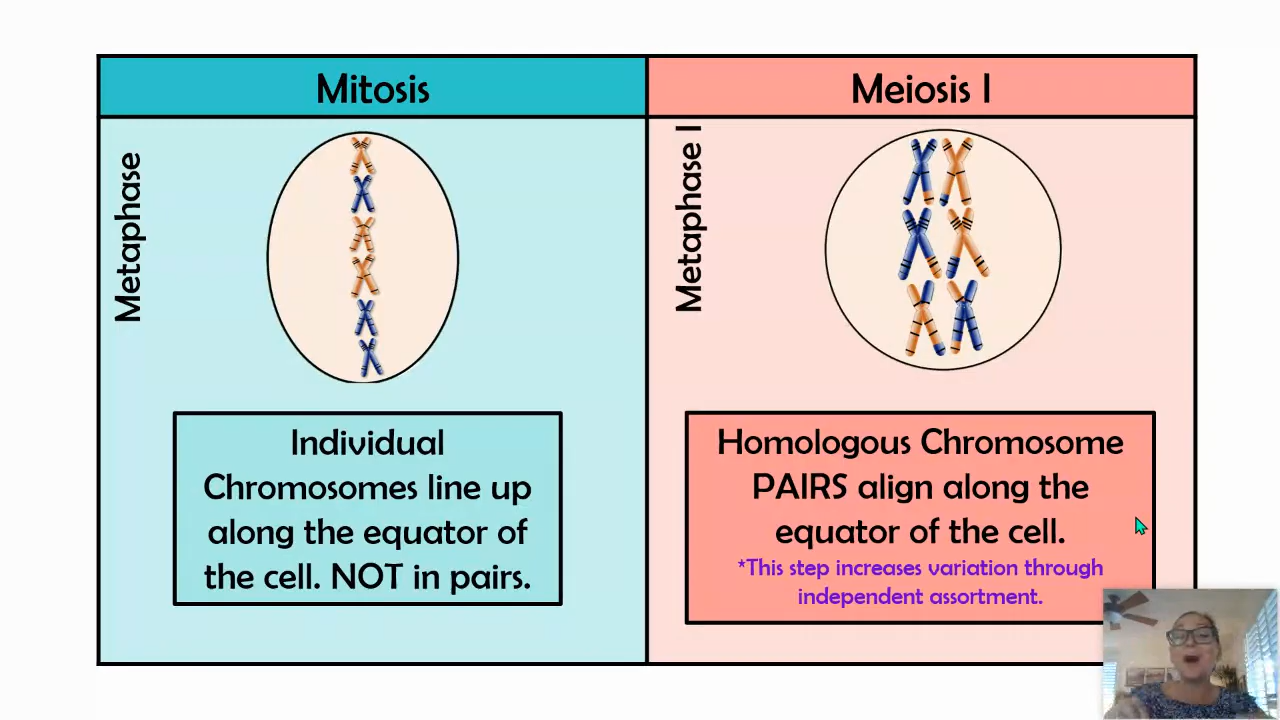 Mitosis
Meiosis I
Metaphase
Metaphase I
Individual
Chromosomes line up
along the equator of
the cell. NOT in pairs.
Homologous Chromosome
PAIRS align along the
equator of the cell.
*This step increases variation through
independent assortment.